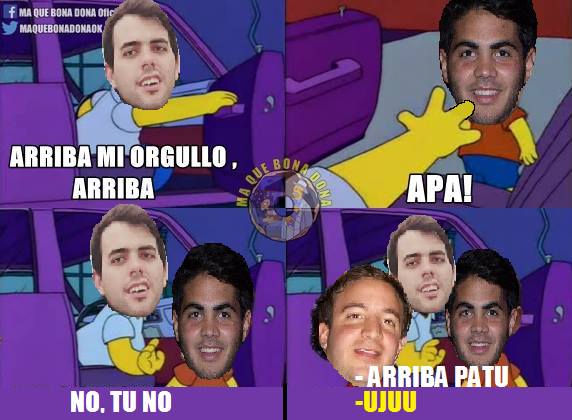 MA QUE BONA DONA Ofic
MAQUEBONADONAOK
ARRIBA MI ORGULLO ,
ARRIBA
APA!
MA QUE BONA DONA
NO, TU NO
- ARRIBA PATU
-UJUU